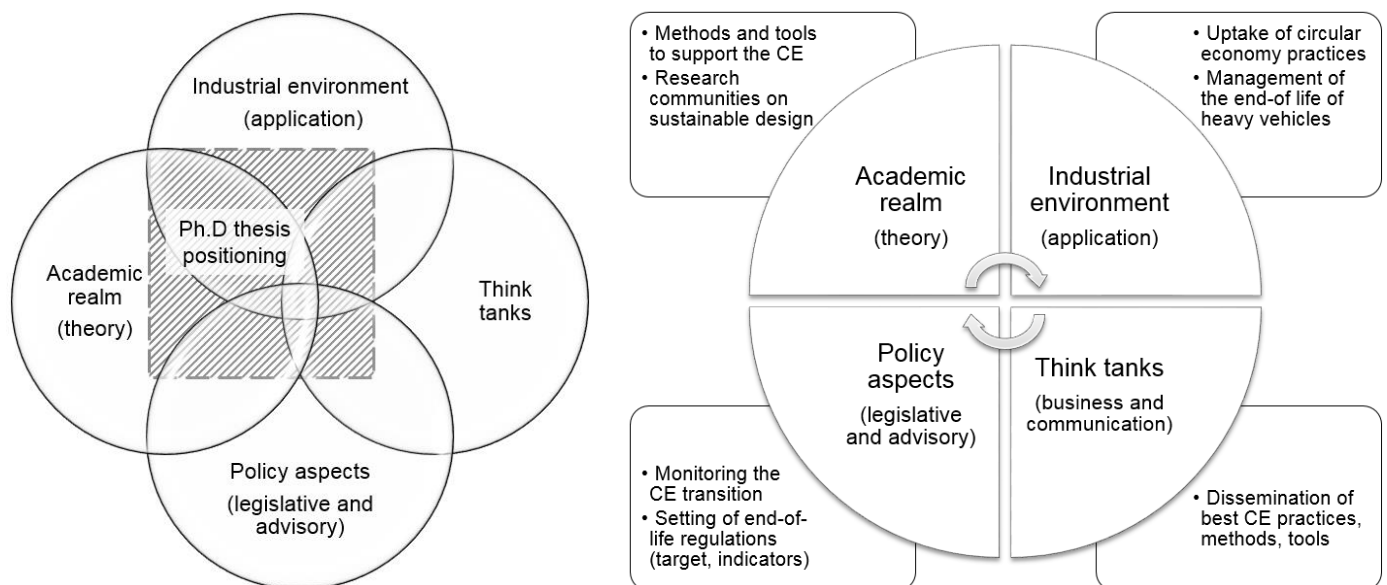 Industrial environment
(application)
Ph.D thesis
positioning
Academic
realm
(theory)
Think
tanks
Policy aspects
(legislative and
advisory)
• Methods and tools
to support the CE
• Research
communities on
sustainable design
• Uptake of circular
economy practices
• Management of
the end-of life of
heavy vehicles
Academic
realm
(theory)
Industrial
environment
(application)
Policy
aspects
(legislative
and advisory)
Think tanks
(business and
communication)
• Monitoring the
CE transition
• Setting of end-of-
life regulations
(target, indicators)
• Dissemination of
best CE practices,
methods, tools